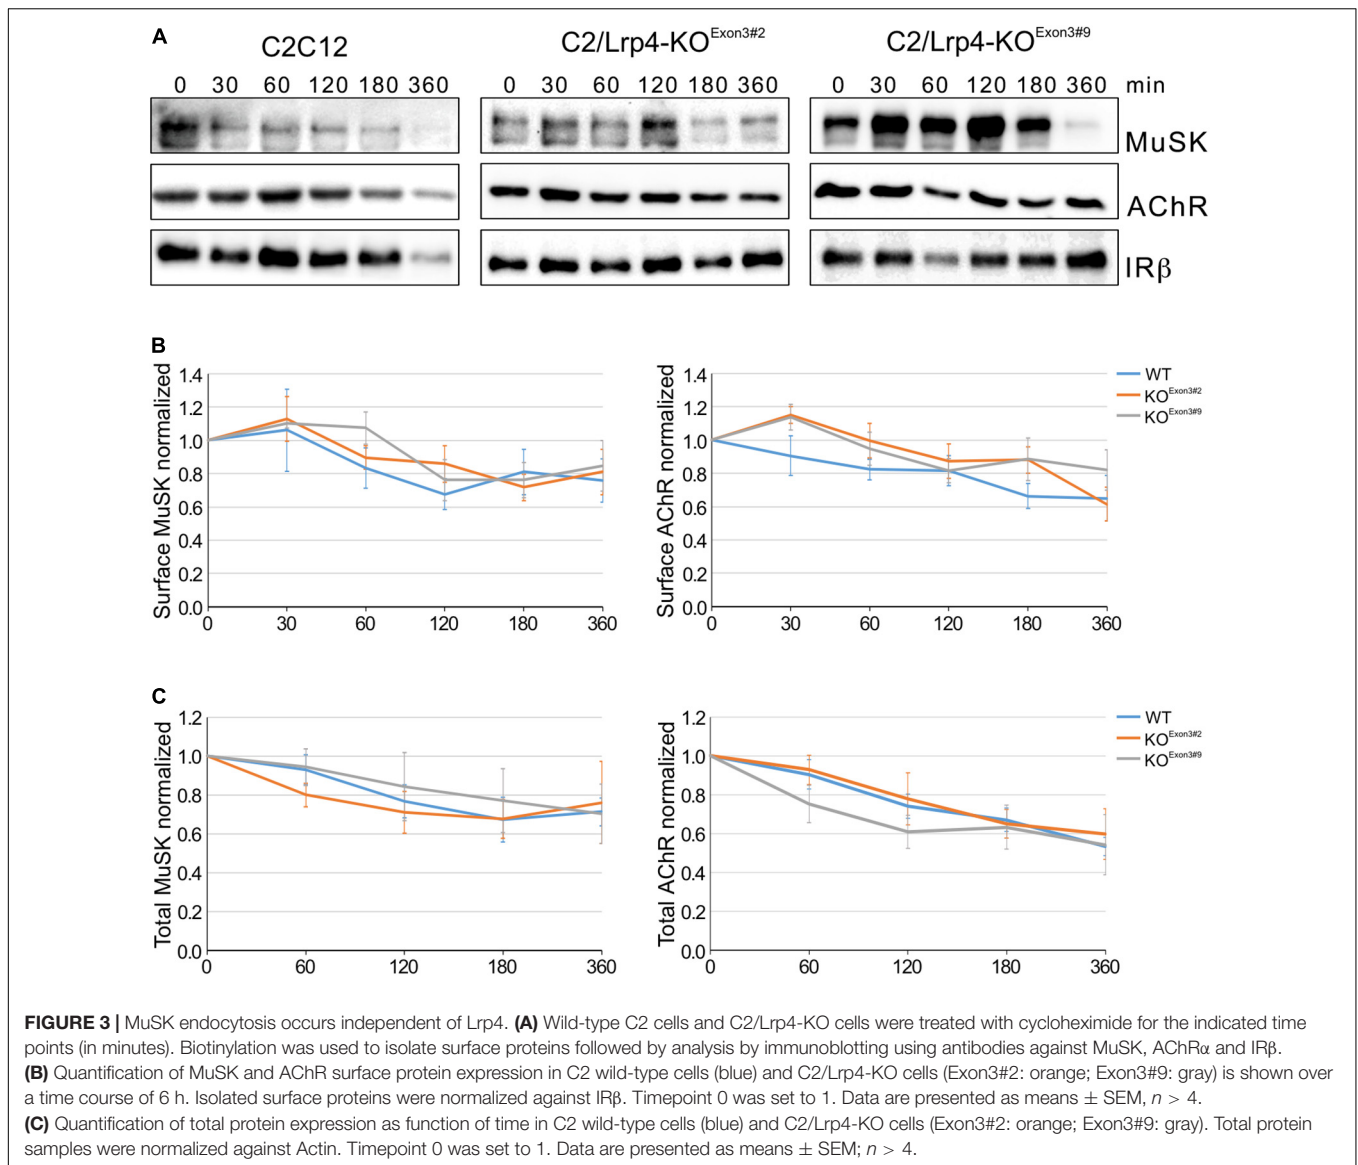 A
C2C12
C2/Lrp4-KO^Exon3#2
C2/Lrp4-KO^Exon3#9
0 30 60 120 180 360
0 30 60 120 180 360
0 30 60 120 180 360 min
MuSK
AChR
IRβ
B
Surface MuSK normalized
1.4
1.2
1.0
0.8
0.6
0.4
0.2
0.0
0 30 60 120 180 360
Surface AChR normalized
1.4
1.2
1.0
0.8
0.6
0.4
0.2
0.0
0 30 60 120 180 360
WT
KO^Exon3#2
KO^Exon3#9
C
Total MuSK normalized
1.2
1.0
0.8
0.6
0.4
0.2
0.0
0 60 120 180 360
Total AChR normalized
1.2
1.0
0.8
0.6
0.4
0.2
0.0
0 60 120 180 360
WT
KO^Exon3#2
KO^Exon3#9
FIGURE 3 | MuSK endocytosis occurs independent of Lrp4. (A) Wild-type C2 cells and C2/Lrp4-KO cells were treated with cycloheximide for the indicated time
points (in minutes). Biotinylation was used to isolate surface proteins followed by analysis by immunoblotting using antibodies against MuSK, AChRα and IRβ.
(B) Quantification of MuSK and AChR surface protein expression in C2 wild-type cells (blue) and C2/Lrp4-KO cells (Exon3#2: orange; Exon3#9: gray) is shown over
a time course of 6 h. Isolated surface proteins were normalized against IRβ. Timepoint 0 was set to 1. Data are presented as means ± SEM, n > 4.
(C) Quantification of total protein expression as function of time in C2 wild-type cells (blue) and C2/Lrp4-KO cells (Exon3#2: orange; Exon3#9: gray). Total protein
samples were normalized against Actin. Timepoint 0 was set to 1. Data are presented as means ± SEM; n > 4.